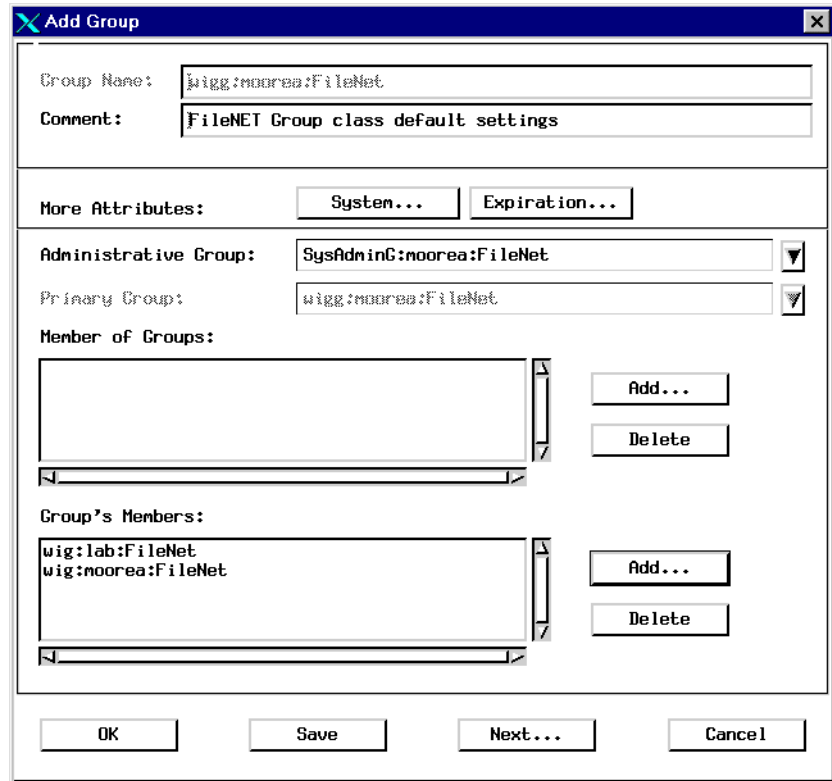 Add Group
Group Name: wigg:moorea:FileNet
Comment: FileNET Group class default settings
More Attributes: System... Expiration...
Administrative Group: SysAdminG:moorea:FileNet
Primary Group: wigg:moorea:FileNet
Member of Groups:
Add...
Delete
Group's Members:
wig:lab:FileNet
wig:moorea:FileNet
Add...
Delete
OK Save Next... Cancel